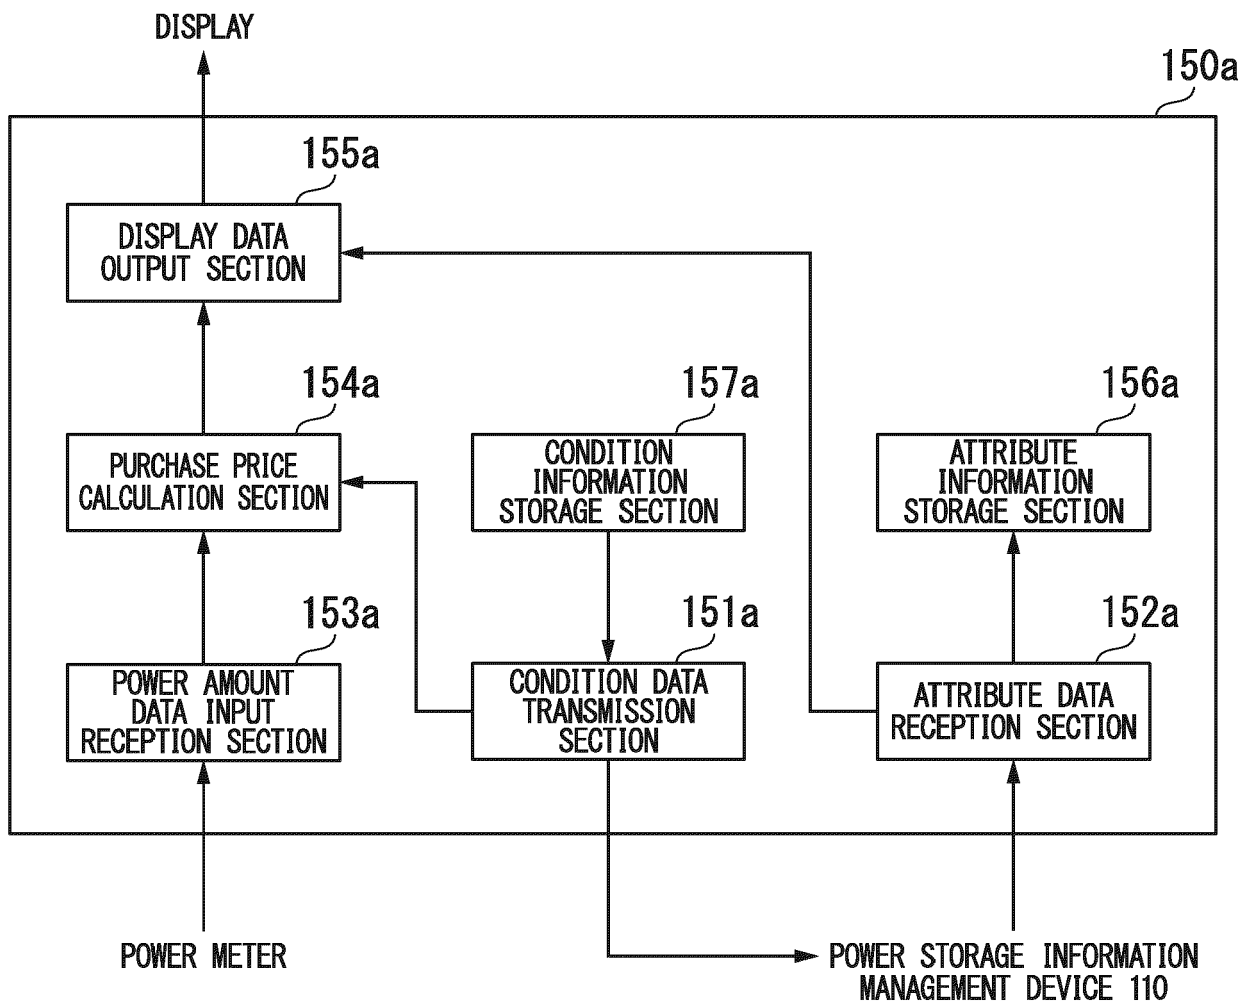 DISPLAY
150a
155a
DISPLAY DATA
OUTPUT SECTION
154a
157a
156a
PURCHASE PRICE
CALCULATION SECTION
CONDITION
INFORMATION
STORAGE SECTION
ATTRIBUTE
INFORMATION
STORAGE SECTION
153a
151a
152a
POWER AMOUNT
DATA INPUT
RECEPTION SECTION
CONDITION DATA
TRANSMISSION
SECTION
ATTRIBUTE DATA
RECEPTION SECTION
POWER METER
POWER STORAGE INFORMATION
MANAGEMENT DEVICE 110